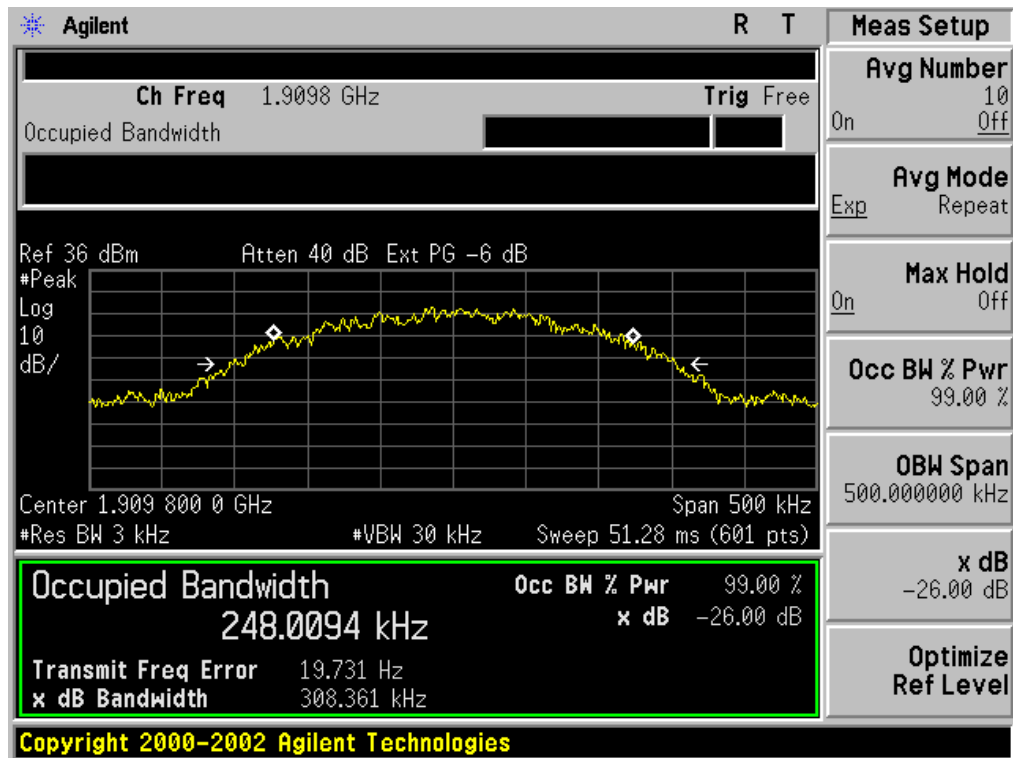 Agilent R T
Ch Freq 1.9098 GHz Trig Free
Occupied Bandwidth
Ref 36 dBm Atten 40 dB Ext PG -6 dB
#Peak
Log
10
dB/
Center 1.909 800 0 GHz Span 500 kHz
#Res BW 3 kHz #VBW 30 kHz Sweep 51.28 ms (601 pts)
Occupied Bandwidth Occ BW % Pwr 99.00 %
248.0094 kHz x dB -26.00 dB
Transmit Freq Error 19.731 Hz
x dB Bandwidth 308.361 kHz
Copyright 2000-2002 Agilent Technologies
Meas Setup
Avg Number
10
On Off
Avg Mode
Exp Repeat
Max Hold
On Off
Occ BW % Pwr
99.00 %
OBW Span
500.000000 kHz
x dB
-26.00 dB
Optimize
Ref Level